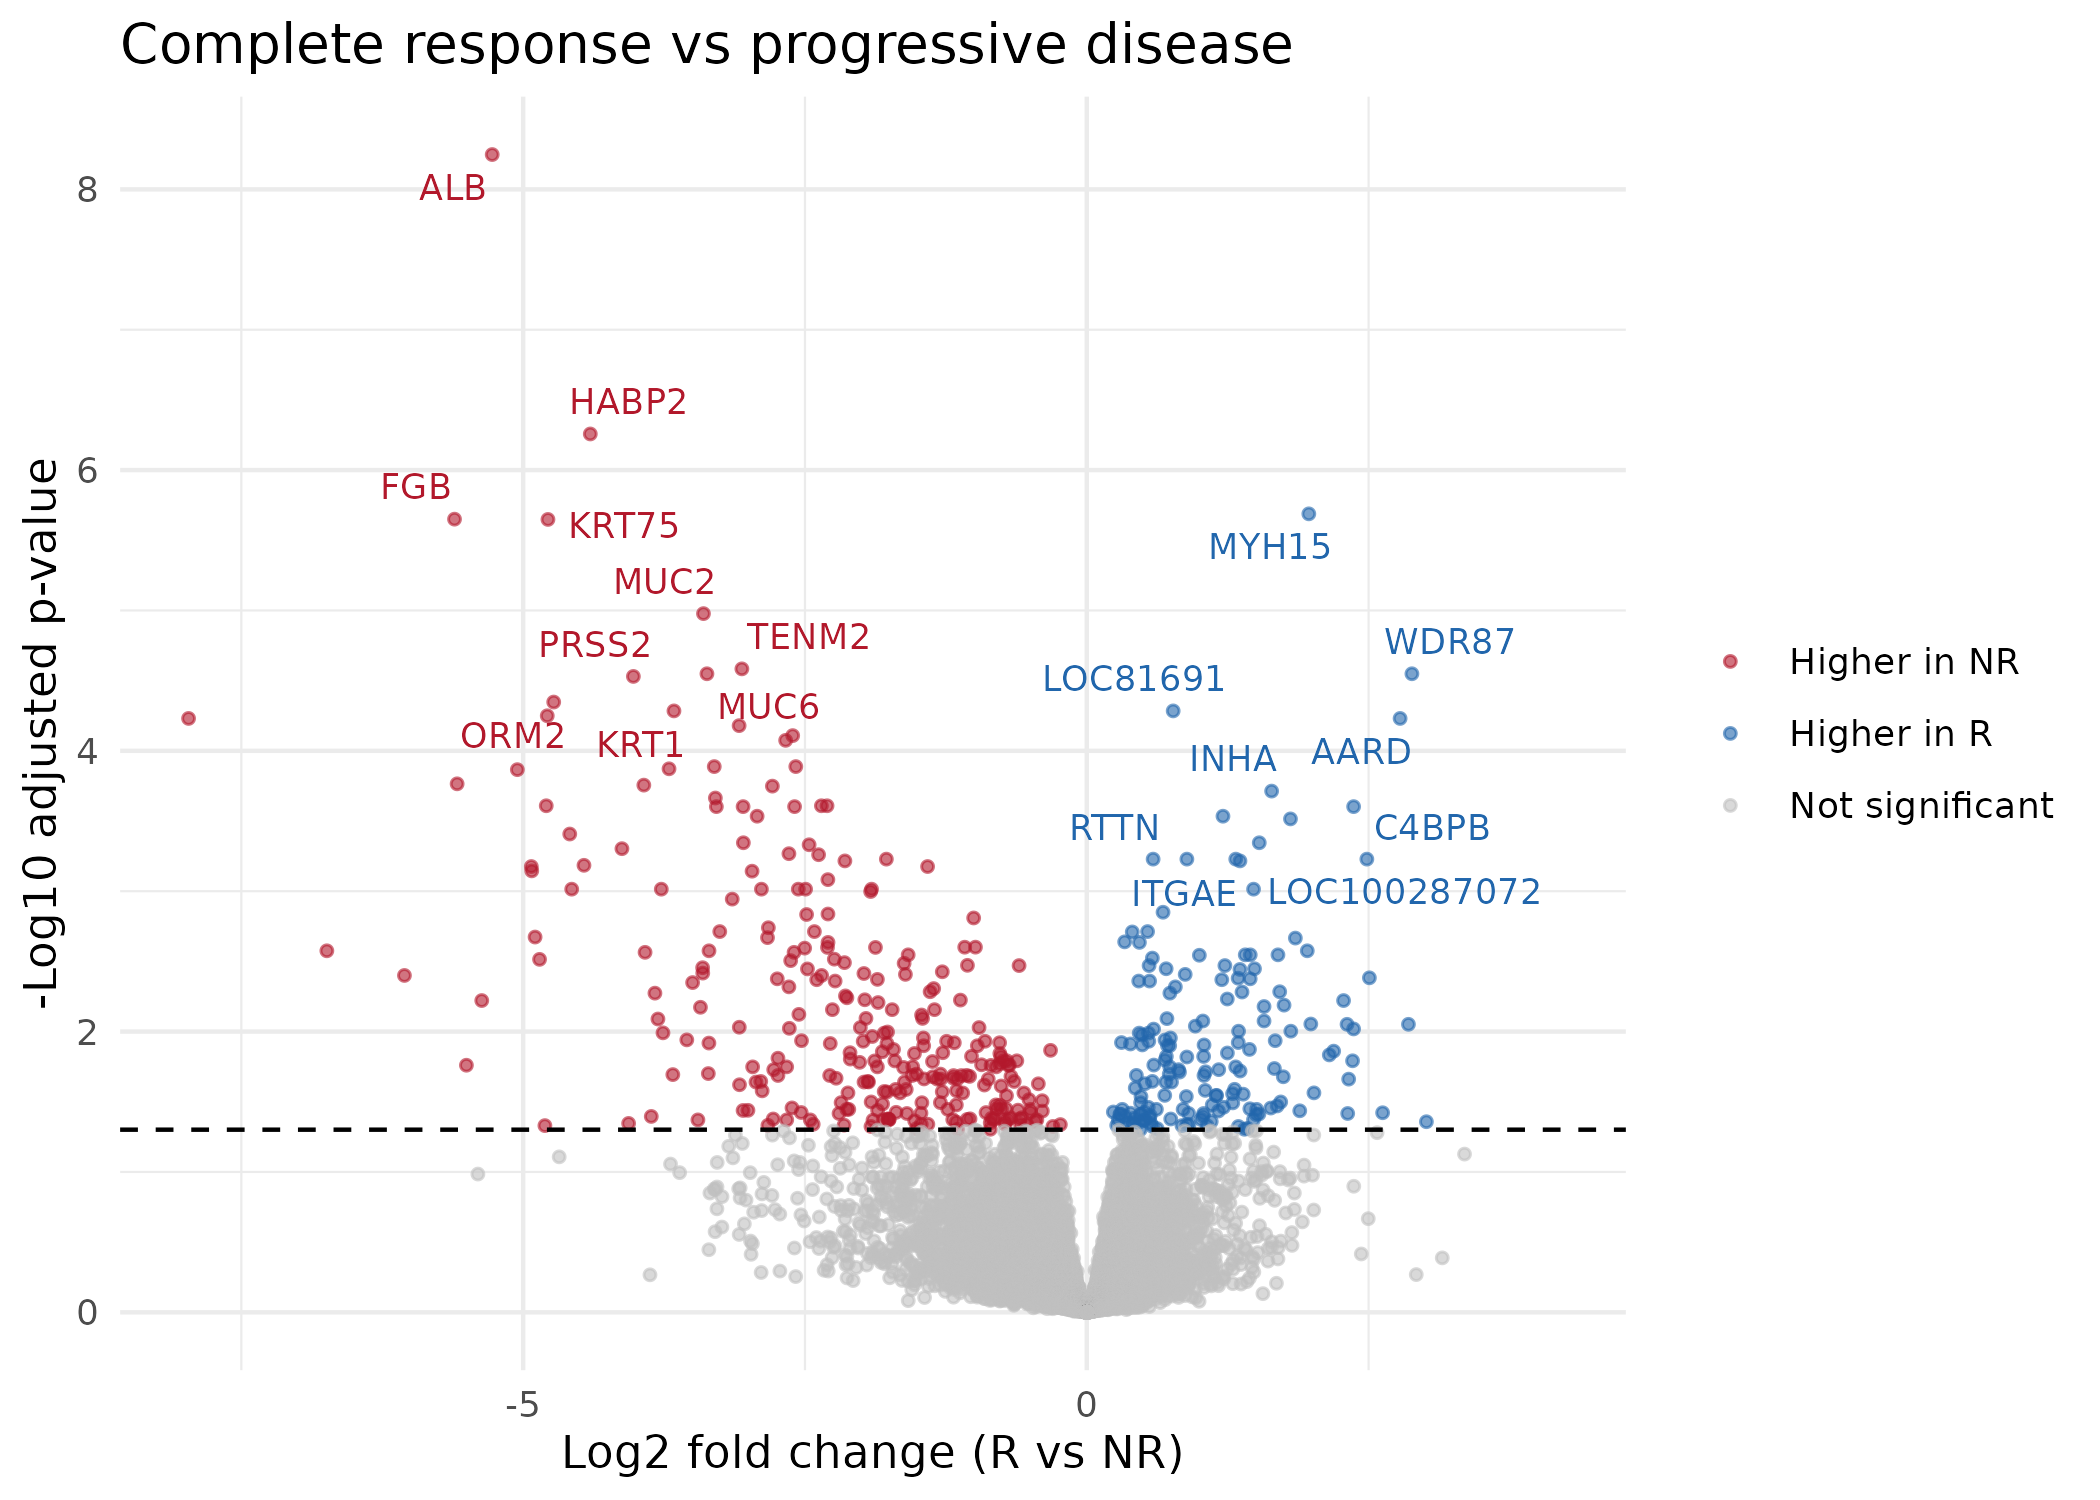 Complete response vs progressive disease
ALB
HABP2
FGB
KRT75
MYH15
MUC2
TENM2
PRSS2
WDR87
LOC81691
MUC6
ORM2
KRT1
INHA
AARD
RTTN
C4BPB
ITGAE
LOC100287072
8
6
4
2
0
-Log10 adjusted p-value
-5
0
Log2 fold change (R vs NR)
Higher in NR
Higher in R
Not significant